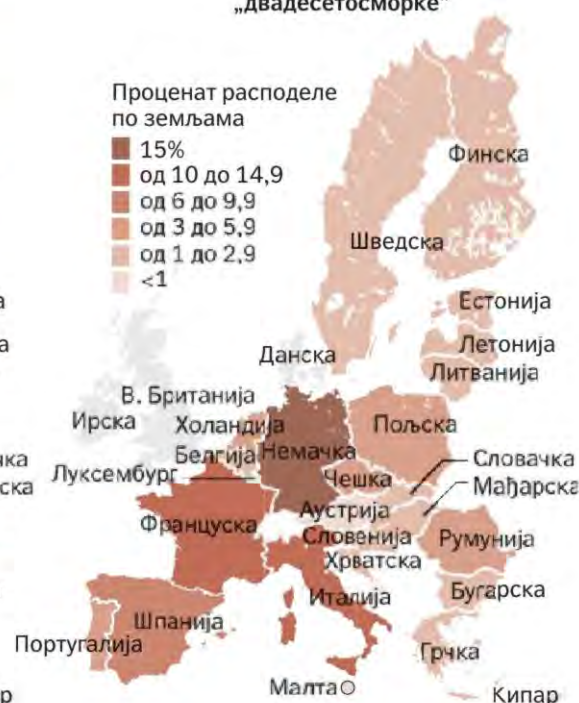 „двадесетосморке“
Проценат расподеле
по земљама
15%
од 10 до 14,9
од 6 до 9,9
од 3 до 5,9
од 1 до 2,9
<1
Финска
Шведска
Естонија
Летонија
Литванија
Данска
В. Британија
Ирска
Холандија
Пољска
Белгија
Немачка
Луксембург
Чешка
Словачка
Мађарска
Аустрија
Француска
Словенија
Румунија
Хрватска
Италија
Бугарска
Шпанија
Португалија
Грчка
Малта
Кипар